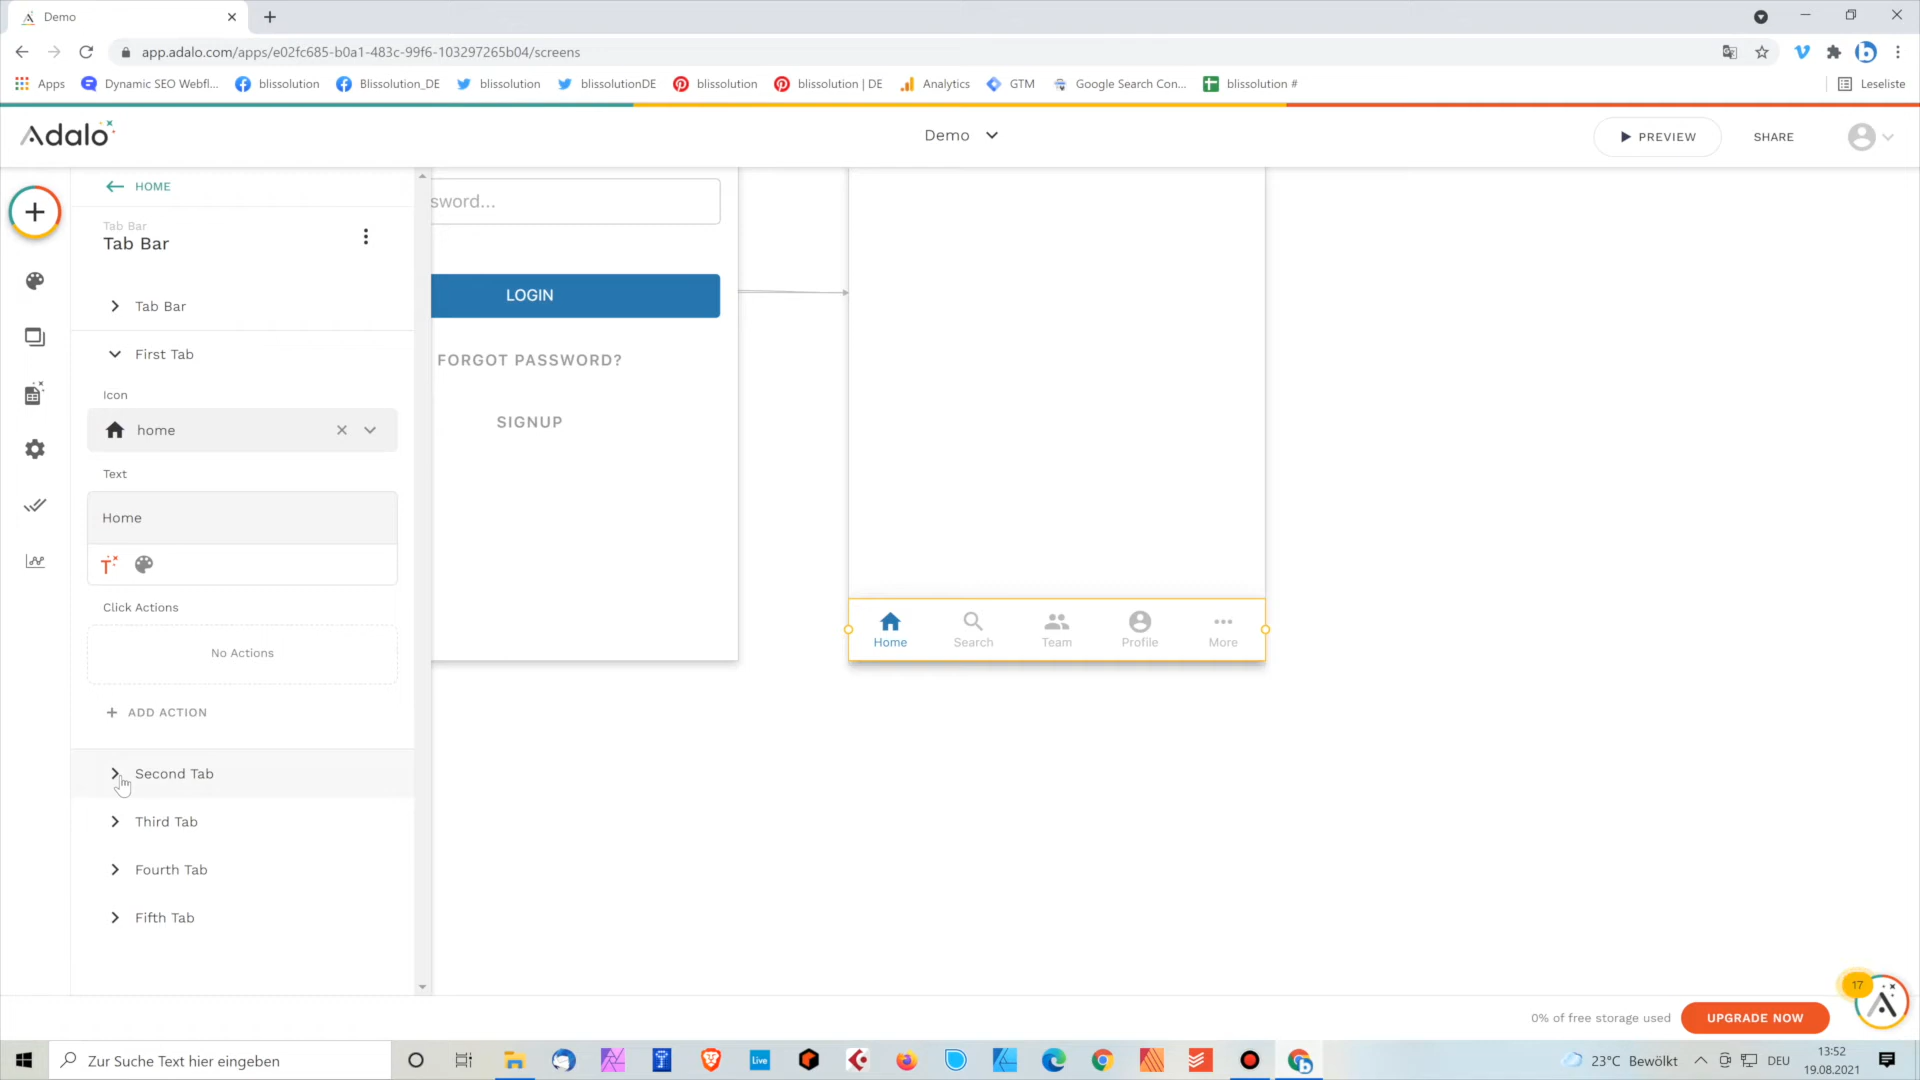 Demo
app.adalo.com/apps/e02fc685-b0a1-483c-99f6-103297265b04/screens
Apps
Dynamic SEO Webfl...
blissolution
Blissolution_DE
blissolution
blissolutionDE
blissolution
blissolution | DE
Analytics
GTM
Google Search Con...
blissolution #
Leseliste
Adalo
Demo
PREVIEW
SHARE
HOME
Tab Bar
Tab Bar
Tab Bar
First Tab
Icon
home
Text
Home
Click Actions
No Actions
ADD ACTION
Second Tab
Third Tab
Fourth Tab
Fifth Tab
sword...
LOGIN
FORGOT PASSWORD?
SIGNUP
Home
Search
Team
Profile
More
17
0% of free storage used
UPGRADE NOW
Zur Suche Text hier eingeben
Live
23°C Bewölkt
DEU
13:52
19.08.2021